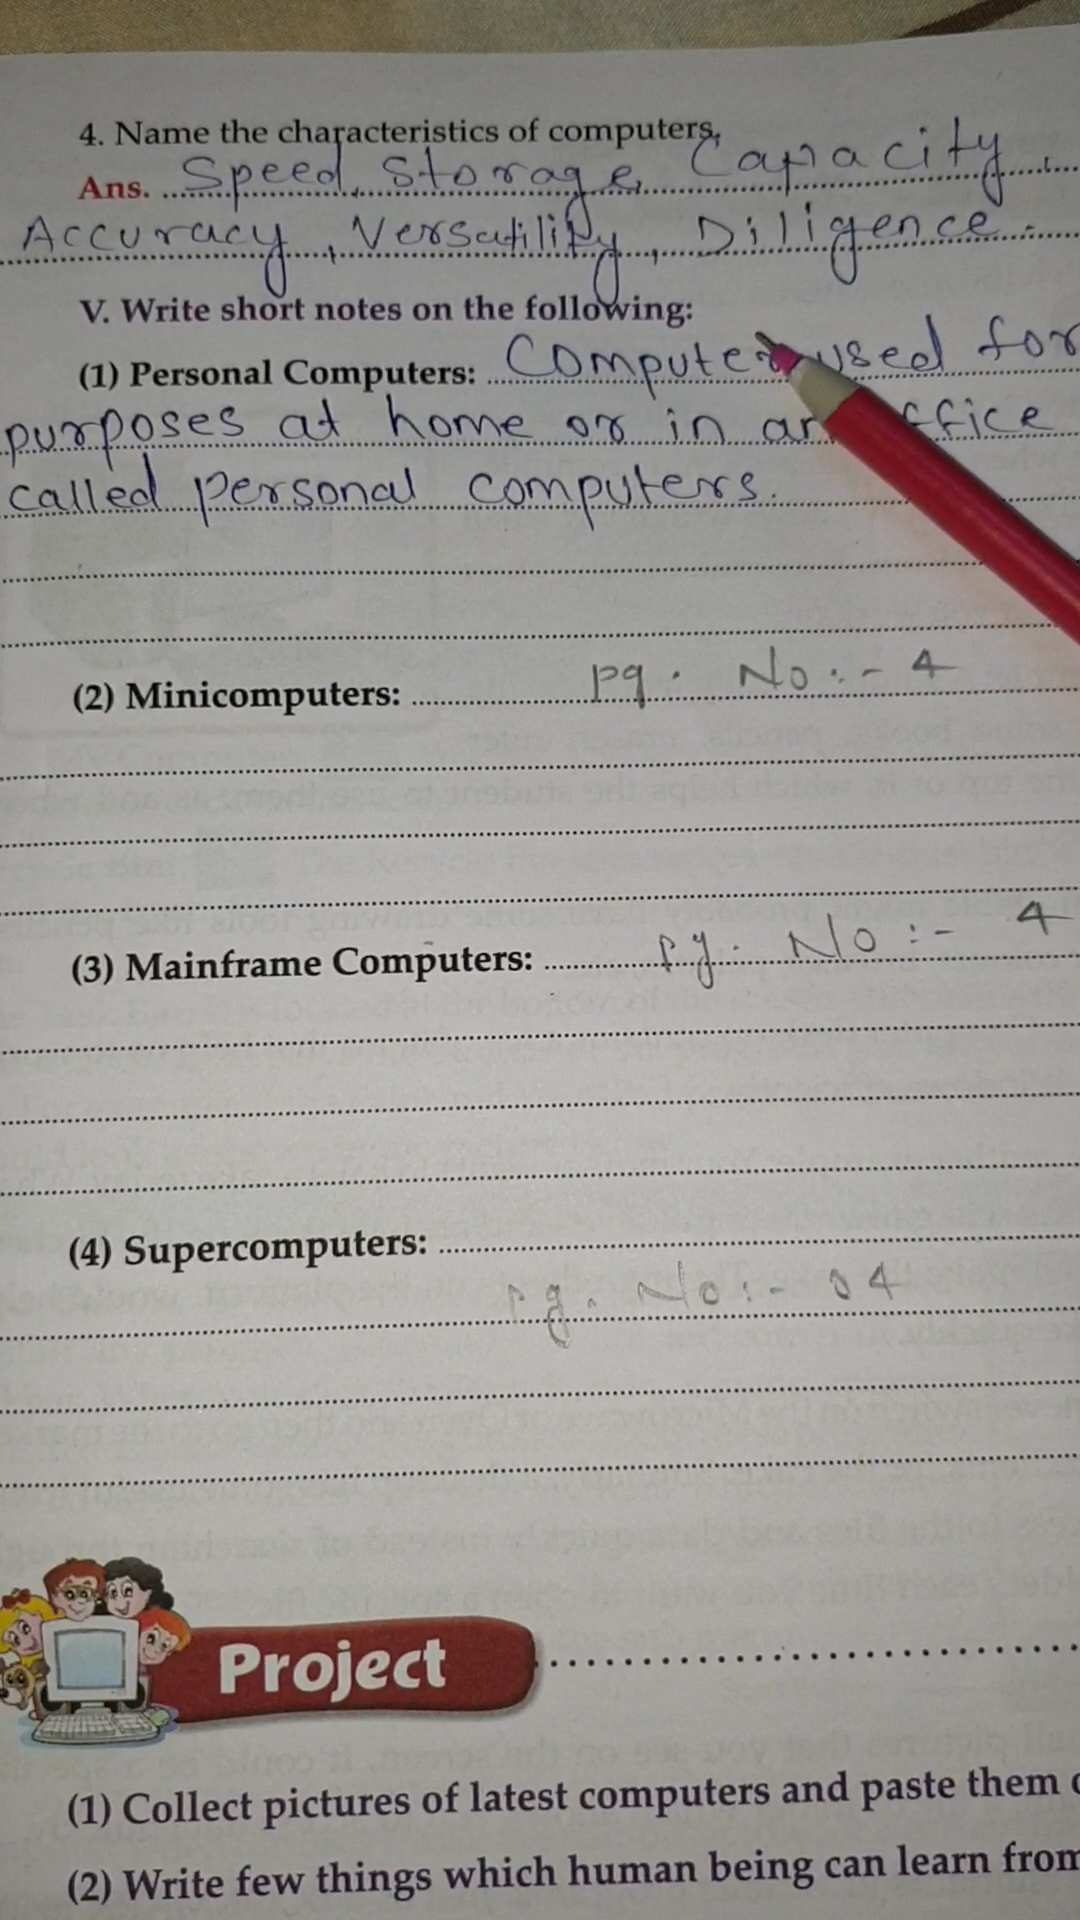 4. Name the characteristics of computers.
Ans. Speed, Storage Capacity,
Accuracy, Versatility, Diligence.
V. Write short notes on the following:
(1) Personal Computers: Computer used for
purposes at home or in an office
called personal computers.
(2) Minicomputers: pg. No:- 4
(3) Mainframe Computers: pg. No:- 4
(4) Supercomputers:
pg. No:- 04
Project
(1) Collect pictures of latest computers and paste them
(2) Write few things which human being can learn from